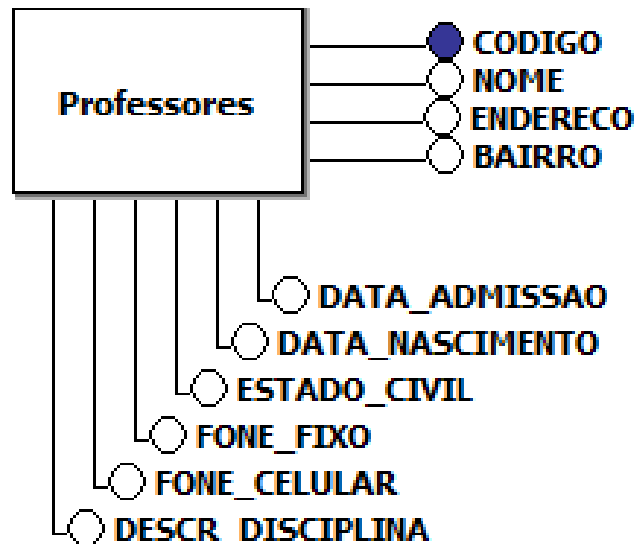 CODIGO
NOME
Professores
ENDERECO
BAIRRO
DATA_ADMISSAO
DATA_NASCIMENTO
ESTADO_CIVIL
FONE_FIXO
FONE_CELULAR
DESCR_DISCIPLINA